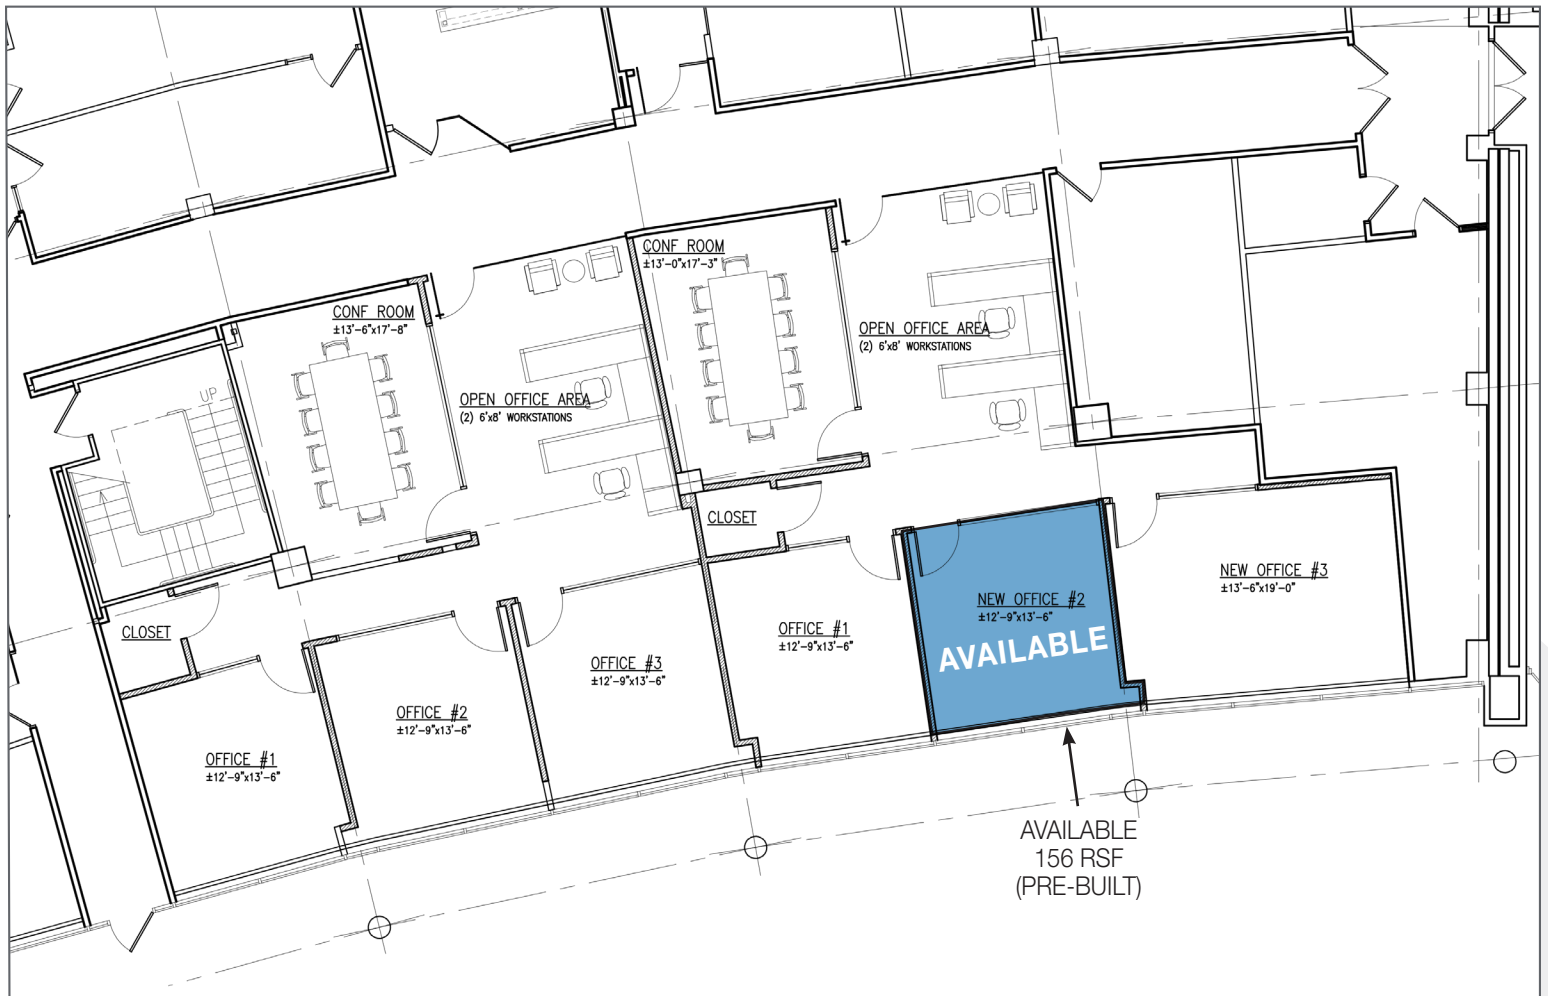 CONF ROOM
±13'-0"x17'-3"
CONF ROOM
±13'-6"x17'-8"
OPEN OFFICE AREA
(2) 6'x8' WORKSTATIONS
UP
OPEN OFFICE AREA
(2) 6'x8' WORKSTATIONS
CLOSET
NEW OFFICE #3
±13'-6"x19'-0"
NEW OFFICE #2
±12'-9"x13'-6"
AVAILABLE
CLOSET
OFFICE #1
±12'-9"x13'-6"
OFFICE #3
±12'-9"x13'-6"
OFFICE #2
±12'-9"x13'-6"
OFFICE #1
±12'-9"x13'-6"
AVAILABLE
156 RSF
(PRE-BUILT)